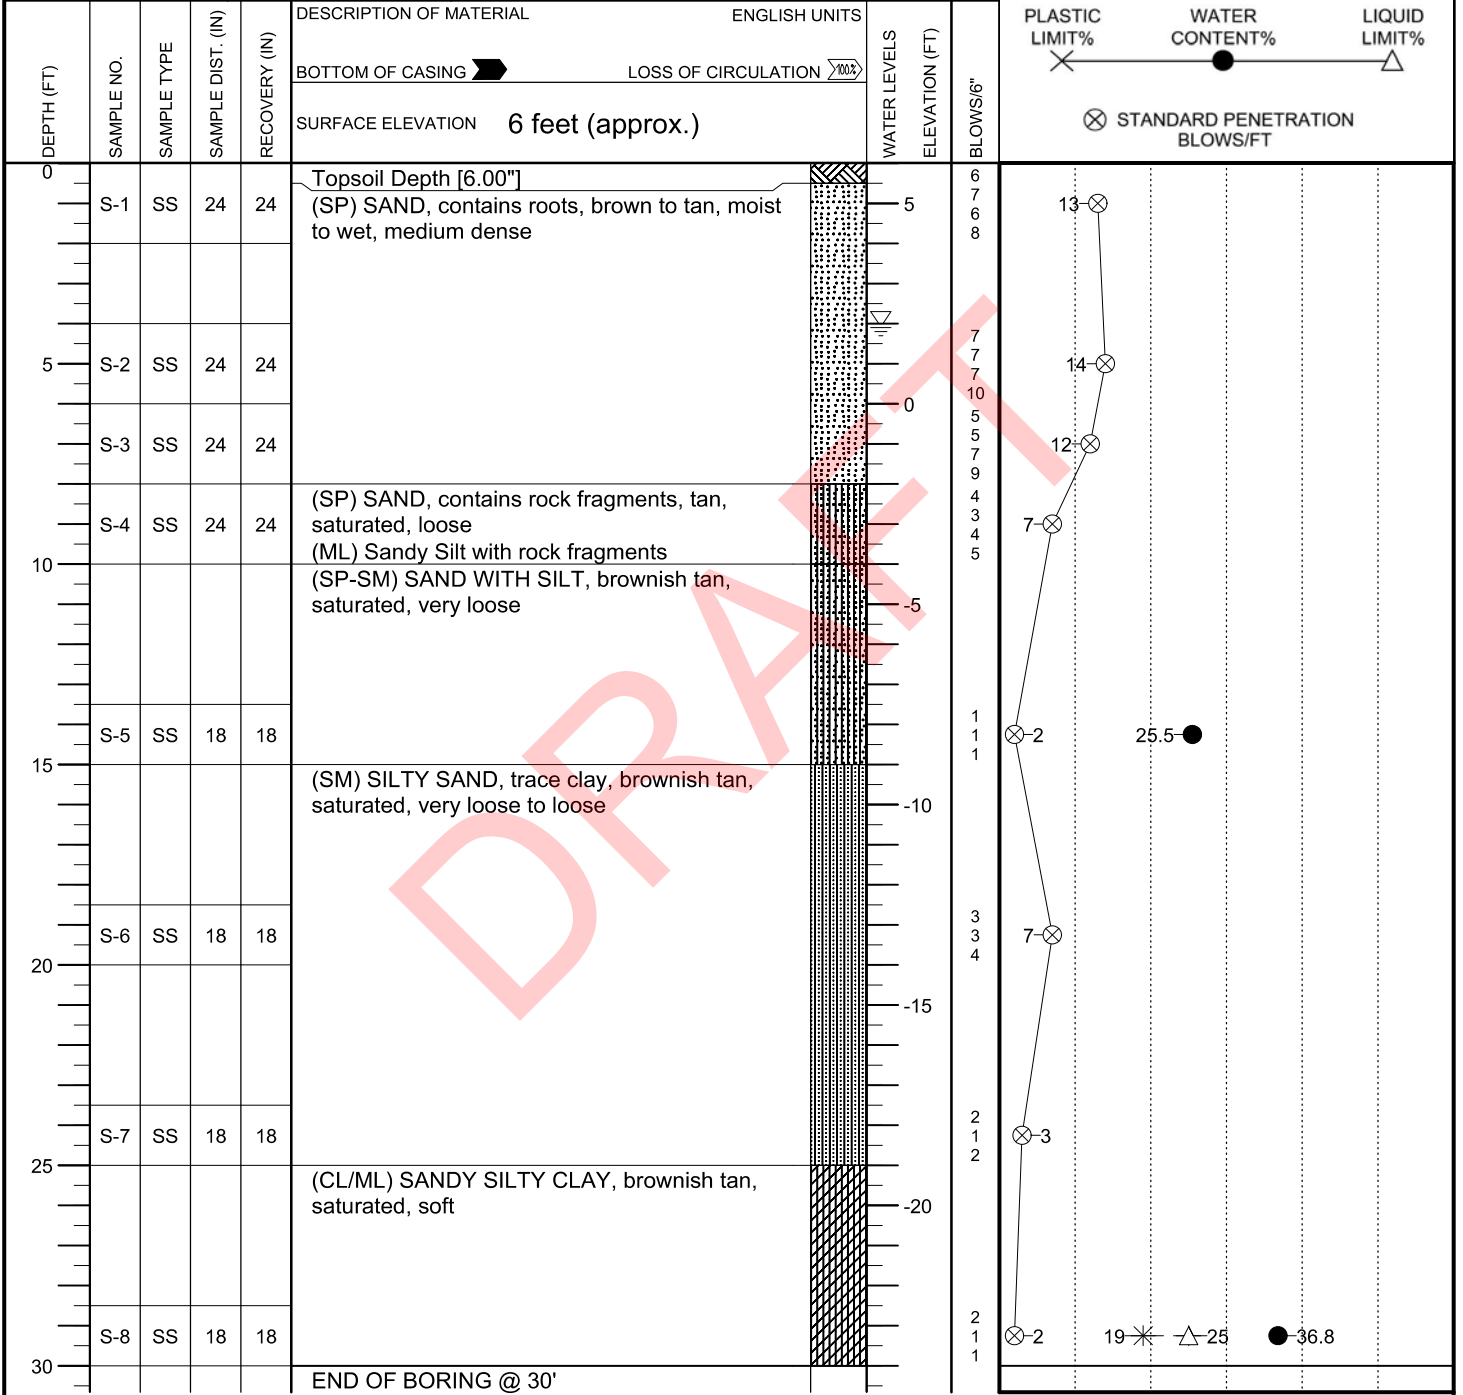 DEPTH (FT)
SAMPLE NO.
SAMPLE TYPE
SAMPLE DIST. (IN)
RECOVERY (IN)
DESCRIPTION OF MATERIAL ENGLISH UNITS
BOTTOM OF CASING LOSS OF CIRCULATION 100%
SURFACE ELEVATION 6 feet (approx.)
WATER LEVELS
ELEVATION (FT)
BLOWS/6"
PLASTIC LIMIT%
WATER CONTENT%
LIQUID LIMIT%
STANDARD PENETRATION
BLOWS/FT
0
Topsoil Depth [6.00"]
S-1 SS 24 24
(SP) SAND, contains roots, brown to tan, moist
to wet, medium dense
5
6
7
6
8
13
5
S-2 SS 24 24
7
7
7
10
14
0
S-3 SS 24 24
5
5
7
9
12
(SP) SAND, contains rock fragments, tan,
saturated, loose
S-4 SS 24 24
(ML) Sandy Silt with rock fragments
4
3
4
5
7
10
(SP-SM) SAND WITH SILT, brownish tan,
saturated, very loose
-5
S-5 SS 18 18
1
1
1
2
25.5
15
(SM) SILTY SAND, trace clay, brownish tan,
saturated, very loose to loose
-10
S-6 SS 18 18
3
3
4
7
20
-15
S-7 SS 18 18
2
1
2
3
25
(CL/ML) SANDY SILTY CLAY, brownish tan,
saturated, soft
-20
S-8 SS 18 18
2
1
1
2
19
25
36.8
30
END OF BORING @ 30'
DRAFT